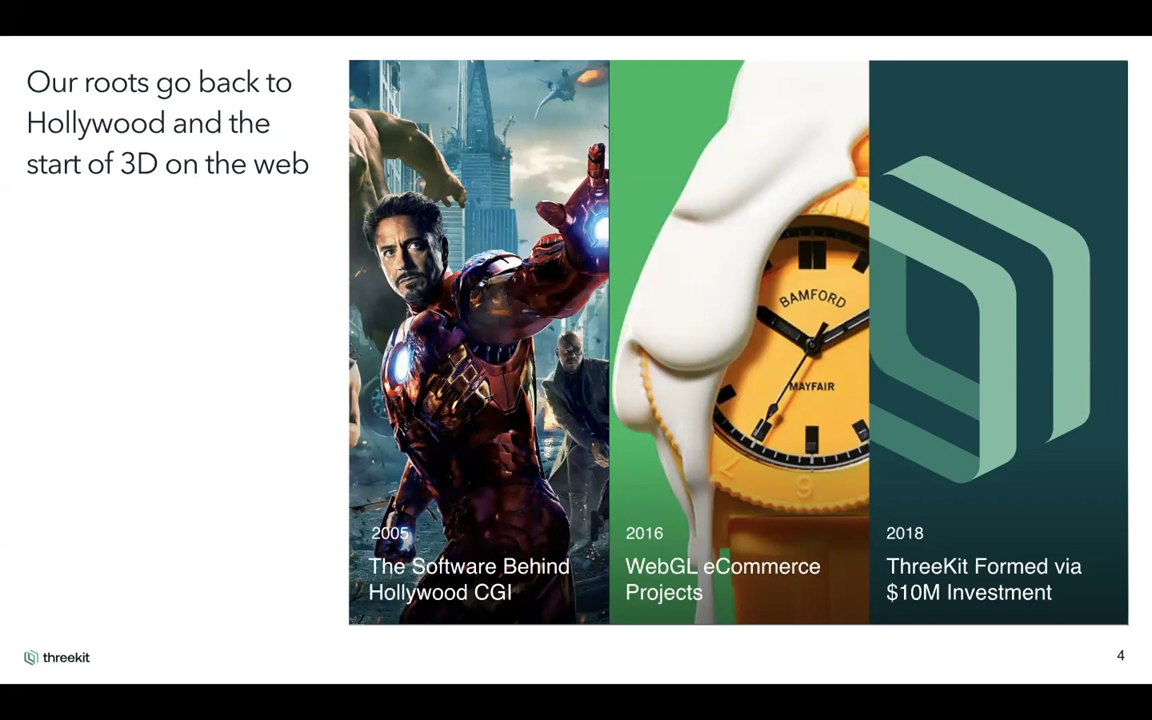 Our roots go back to
Hollywood and the
start of 3D on the web
BAMFORD
MAYFAIR
6
2005
The Software Behind
Hollywood CGI
2016
WebGL eCommerce
Projects
2018
ThreeKit Formed via
$10M Investment
threekit
4